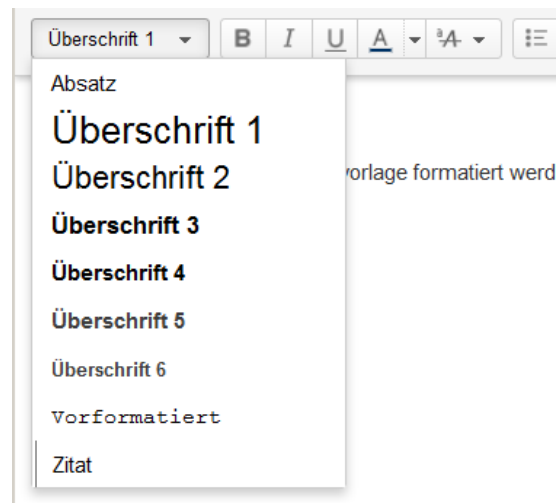 Überschrift 1 B I U A ªA
Absatz
Überschrift 1
Überschrift 2
vorlage formatiert werd
Überschrift 3
Überschrift 4
Überschrift 5
Überschrift 6
Vorformatiert
Zitat